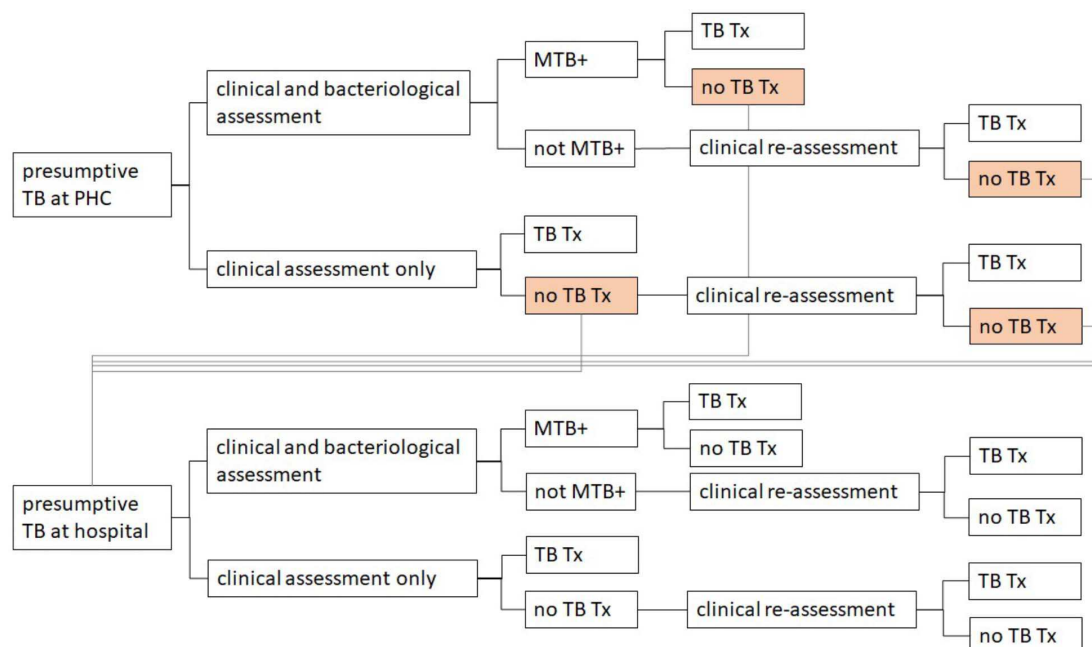 TB Tx
MTB+
clinical and bacteriological
assessment
no TB Tx
TB Tx
not MTB+
clinical re-assessment
presumptive
TB at PHC
no TB Tx
TB Tx
clinical assessment only
TB Tx
no TB Tx
clinical re-assessment
no TB Tx
TB Tx
MTB+
clinical and bacteriological
assessment
no TB Tx
TB Tx
not MTB+
clinical re-assessment
presumptive
TB at hospital
no TB Tx
TB Tx
clinical assessment only
TB Tx
no TB Tx
clinical re-assessment
no TB Tx